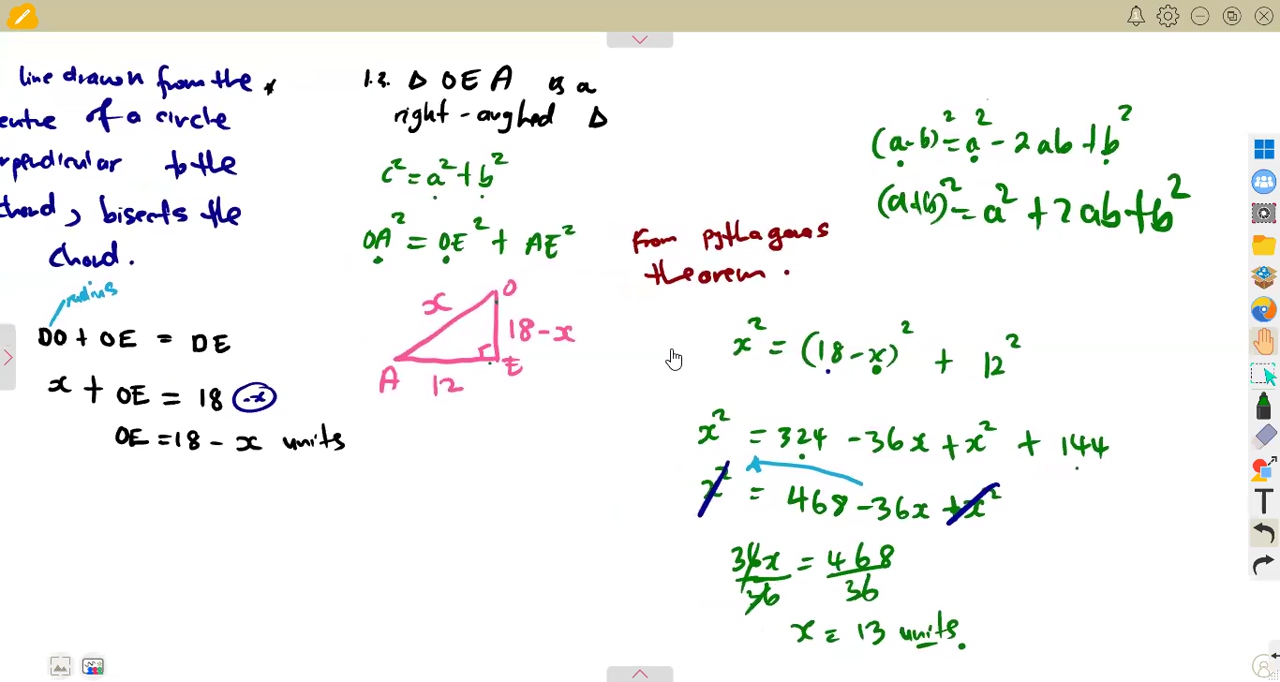 line drawn from the
entre of a circle
rpendicular to the
chord, bisects the
chord.
radius
DO + OE = DE
x + OE = 18 -x
OE = 18 - x units
1.3. Δ OEA is a
right-angled Δ
c² = a² + b²
OA² = OE² + AE²
x
O
18 - x
E
A
12
From pythagoras
theorem.
(a-b)² = a² - 2ab + b²
(a+b)² = a² + 2ab + b²
x² = (18 - x)² + 12²
x² = 324 - 36x + x² + 144
x² = 468 - 36x + x²
36x = 468
36 36
x = 13 units.
T